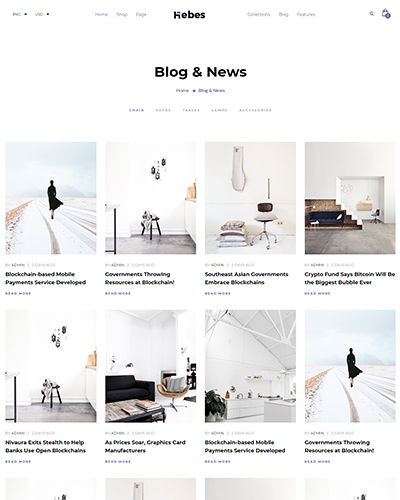 ENG USD Home Shop Page Hebes Collections Blog Features
Blog & News
Home Blog & News
CHAIR SOFAS TABLES LAMPS ACCESSORIES
BY ADMIN | 3 DAYS AGO
Blockchain-based Mobile
Payments Service Developed
READ MORE
BY ADMIN | 3 DAYS AGO
Governments Throwing
Resources at Blockchain!
READ MORE
BY ADMIN | 3 DAYS AGO
Southeast Asian Governments
Embrace Blockchains
READ MORE
BY ADMIN | 3 DAYS AGO
Crypto Fund Says Bitcoin Will Be
the Biggest Bubble Ever
READ MORE
BY ADMIN | 3 DAYS AGO
Nivaura Exits Stealth to Help
Banks Use Open Blockchains
READ MORE
BY ADMIN | 3 DAYS AGO
As Prices Soar, Graphics Card
Manufacturers
READ MORE
BY ADMIN | 3 DAYS AGO
Blockchain-based Mobile
Payments Service Developed
READ MORE
BY ADMIN | 3 DAYS AGO
Governments Throwing
Resources at Blockchain!
READ MORE